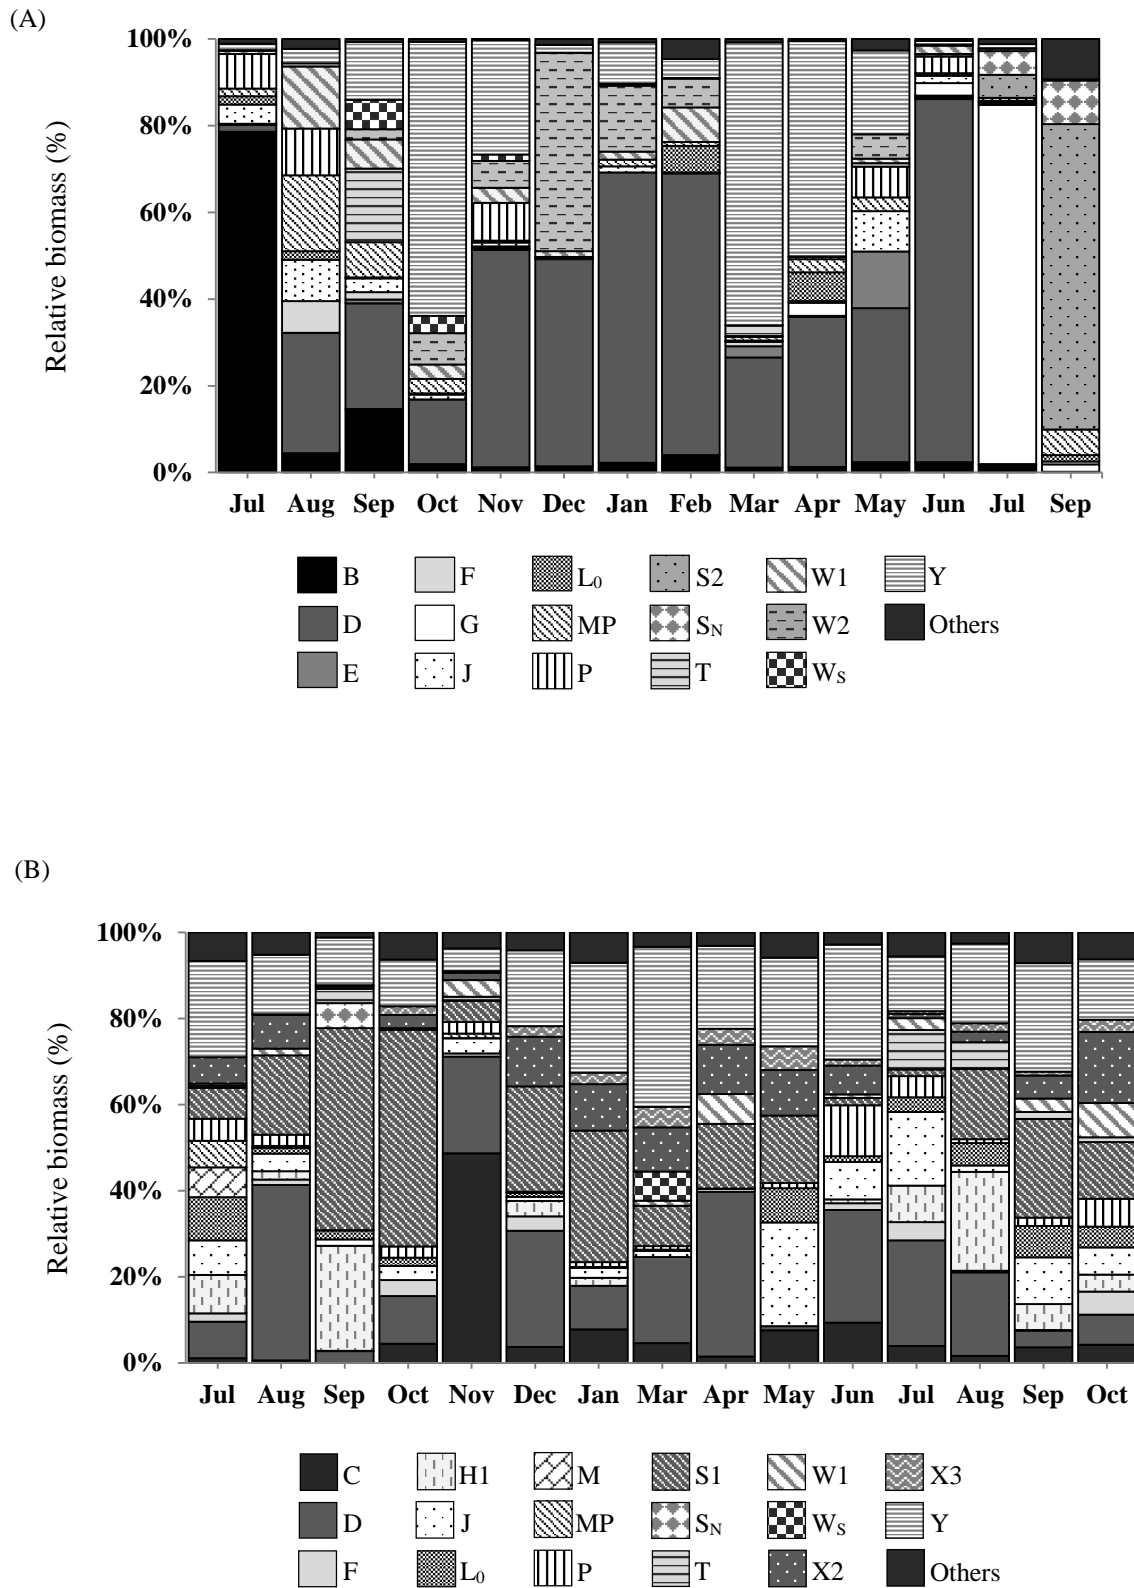 (A)
Relative biomass (%)
100%
80%
60%
40%
20%
0%
Jul Aug Sep Oct Nov Dec Jan Feb Mar Apr May Jun Jul Sep
B F L0 S2 W1 Y
D G MP SN W2 Others
E J P T WS
(B)
Relative biomass (%)
100%
80%
60%
40%
20%
0%
Jul Aug Sep Oct Nov Dec Jan Mar Apr May Jun Jul Aug Sep Oct
C H1 M S1 W1 X3
D J MP SN WS Y
F L0 P T X2 Others